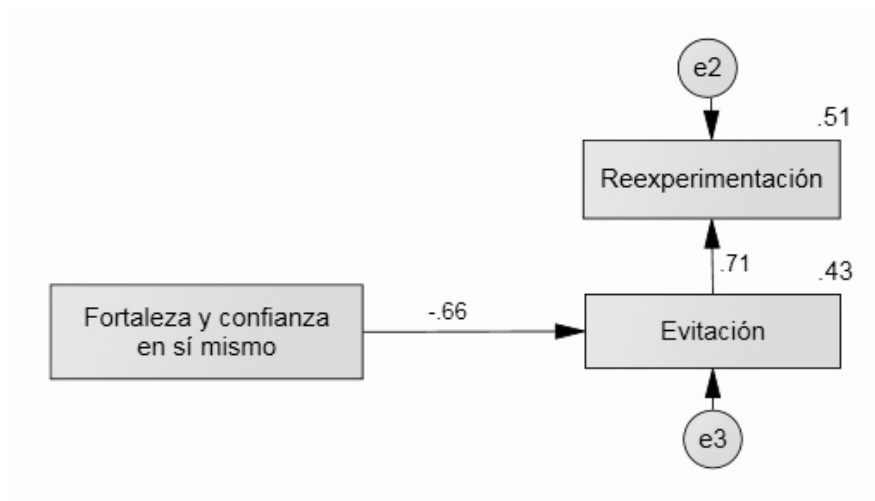 e2
.51
Reexperimentación
.71
.43
Fortaleza y confianza
en sí mismo
-.66
Evitación
e3